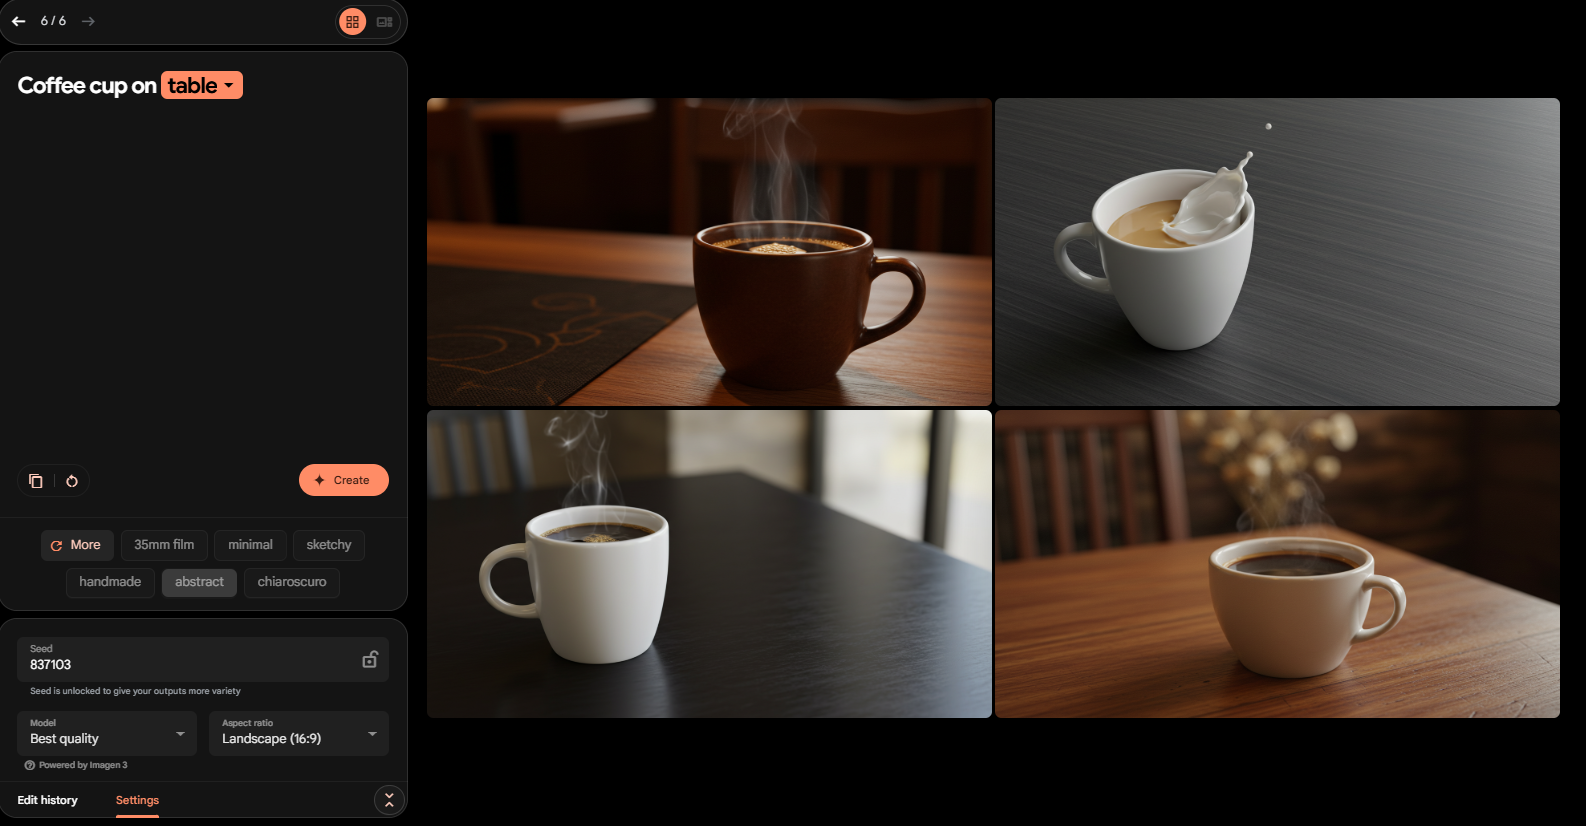 6 / 6
Coffee cup on table
Create
More
35mm film
minimal
sketchy
handmade
abstract
chiaroscuro
Seed
837103
Seed is unlocked to give your outputs more variety
Model
Best quality
Aspect ratio
Landscape (16:9)
Powered by Imagen 3
Edit history
Settings